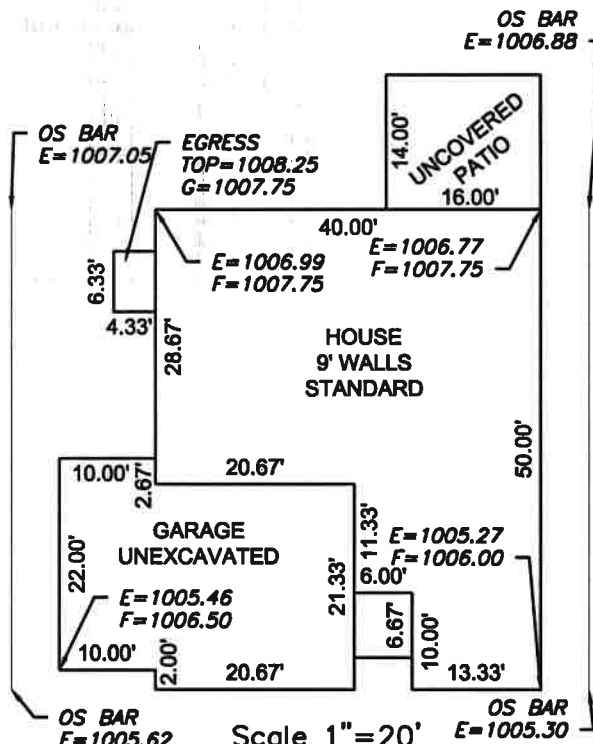 OS BAR
E=1006.88
OS BAR
E=1007.05
EGRESS
TOP=1008.25
G=1007.75
14.00'
UNCOVERED
PATIO
16.00'
40.00'
E=1006.99
F=1007.75
E=1006.77
F=1007.75
6.33'
4.33'
28.67'
HOUSE
9' WALLS
STANDARD
50.00'
10.00'
2.67'
20.67'
GARAGE
UNEXCAVATED
22.00'
11.33'
E=1005.27
F=1006.00
6.00'
E=1005.46
F=1006.50
21.33'
6.67'
10.00'
10.00'
2.00'
20.67'
13.33'
OS BAR
E=1005.62
Scale 1"=20'
OS BAR
E=1005.30